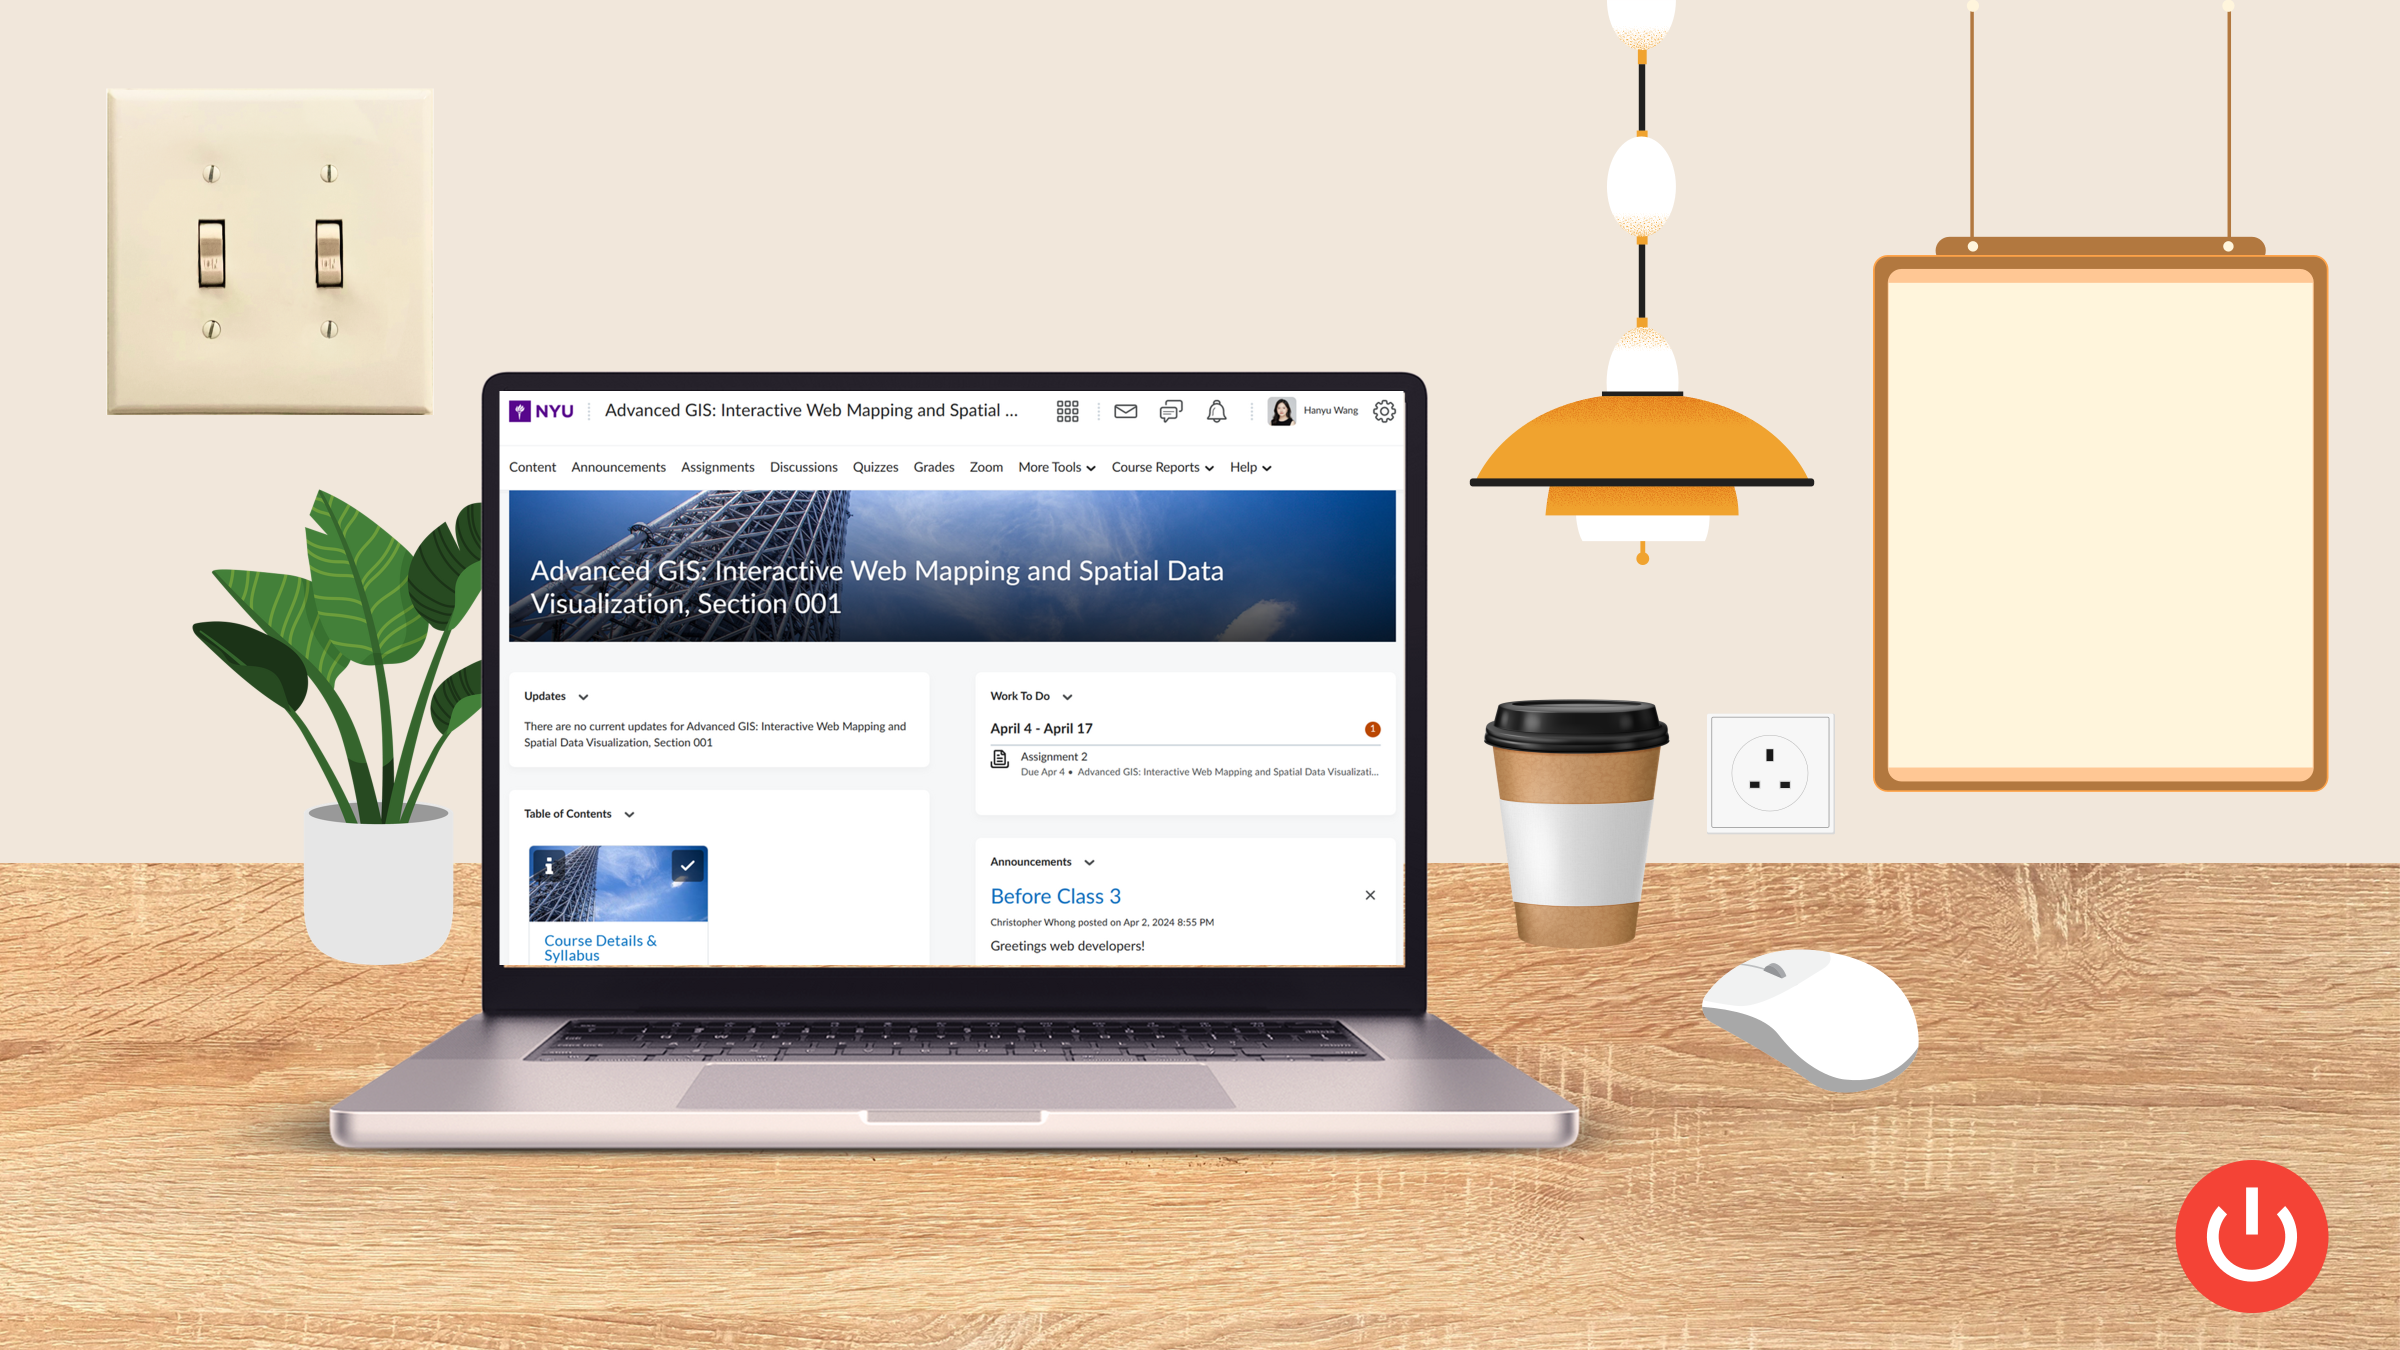 NYU
Advanced GIS: Interactive Web Mapping and Spatial ...
Hanyu Wang
Content Announcements Assignments Discussions Quizzes Grades Zoom More Tools Course Reports Help
Advanced GIS: Interactive Web Mapping and Spatial Data
Visualization, Section 001
Updates
There are no current updates for Advanced GIS: Interactive Web Mapping and
Spatial Data Visualization, Section 001
Work To Do
April 4 - April 17
1
Assignment 2
Due Apr 4 • Advanced GIS: Interactive Web Mapping and Spatial Data Visualizati...
Table of Contents
Course Details &
Syllabus
Announcements
Before Class 3
Christopher Whong posted on Apr 2, 2024 8:55 PM
Greetings web developers!